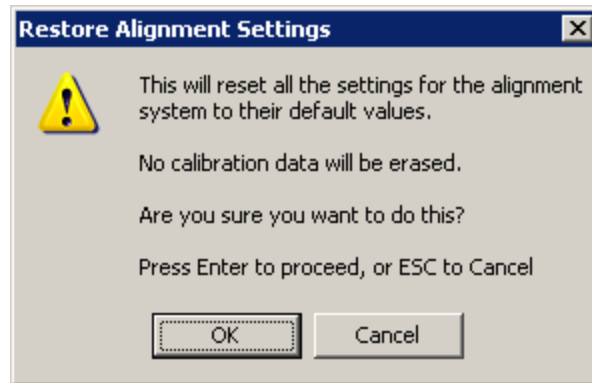 Restore Alignment Settings
This will reset all the settings for the alignment
system to their default values.
No calibration data will be erased.
Are you sure you want to do this?
Press Enter to proceed, or ESC to Cancel
OK
Cancel